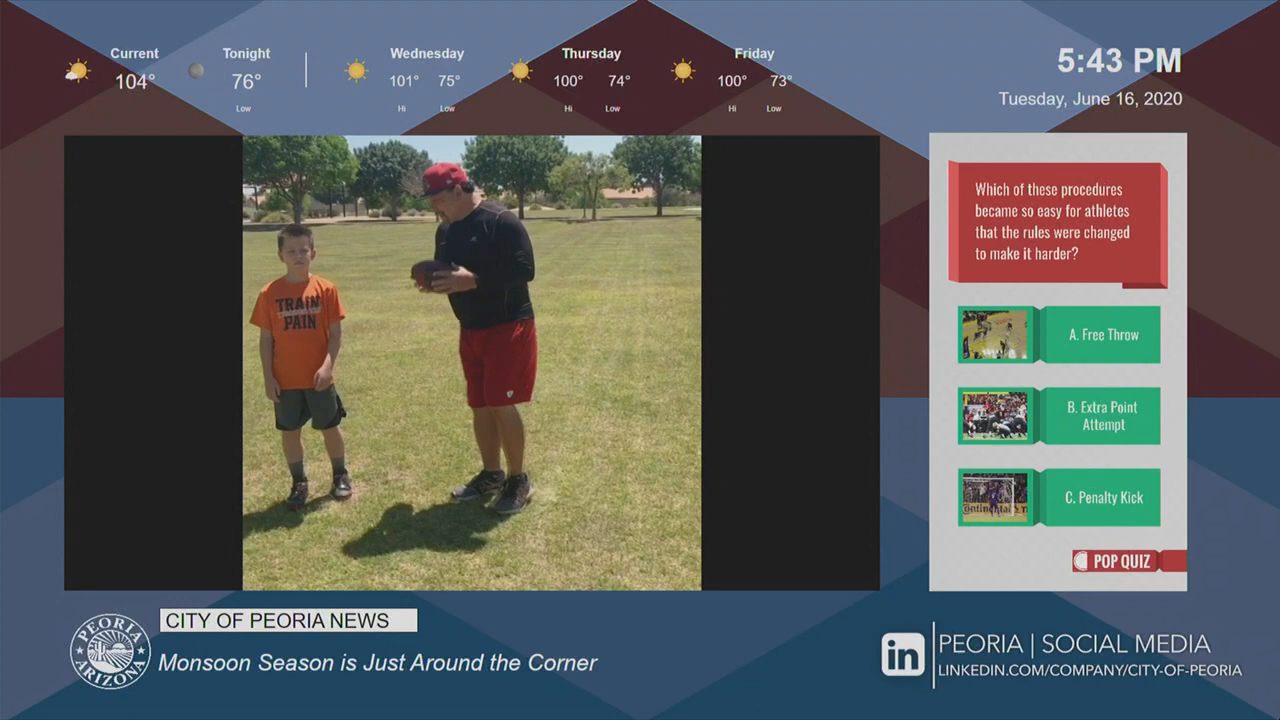 Current
104°
Tonight
76°
Low
Wednesday
101° 75°
Hi Low
Thursday
100° 74°
Hi Low
Friday
100° 73°
Hi Low
5:43 PM
Tuesday, June 16, 2020
TRAIN
PAIN
Which of these procedures
became so easy for athletes
that the rules were changed
to make it harder?
A. Free Throw
B. Extra Point
Attempt
C. Penalty Kick
POP QUIZ
PEORIA
ARIZONA
CITY OF PEORIA NEWS
Monsoon Season is Just Around the Corner
in
PEORIA | SOCIAL MEDIA
LINKEDIN.COM/COMPANY/CITY-OF-PEORIA